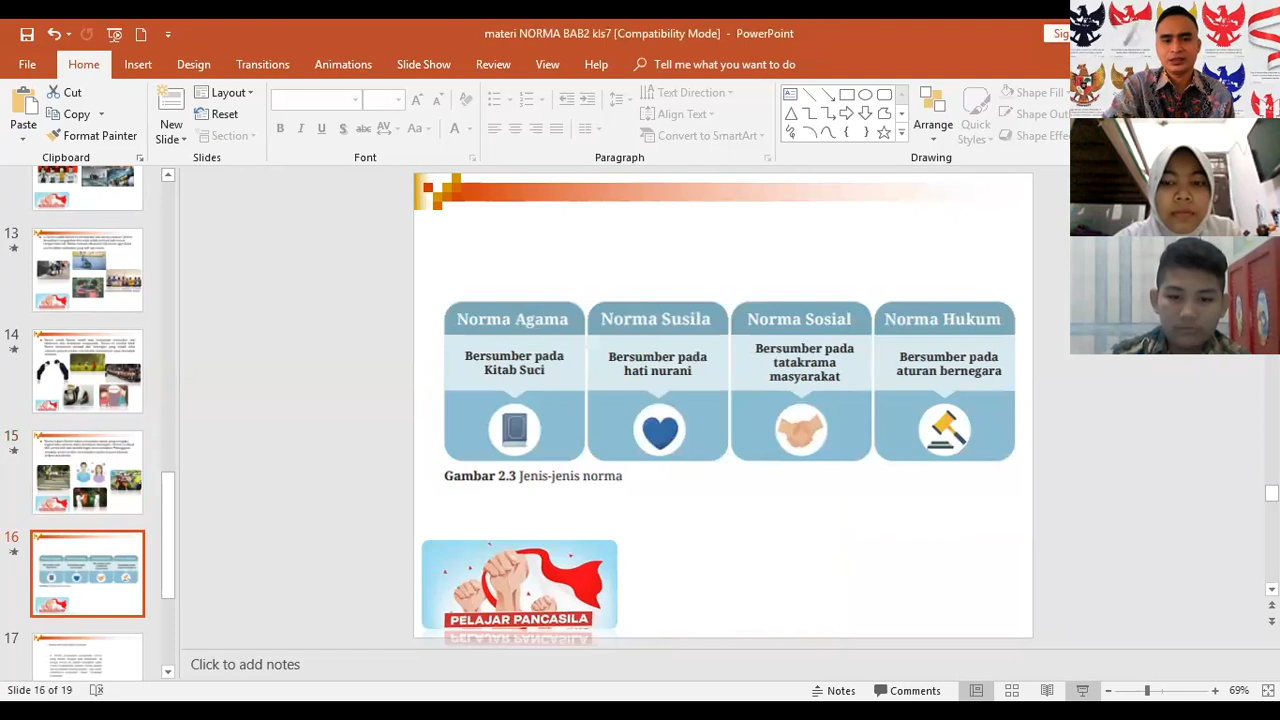 materi NORMA BAB2 kls7 [Compatibility Mode] - PowerPoint
File
Home
Insert
Design
Transitions
Animations
Slide Show
Review
View
Help
Tell me what you want to do
Paste
Cut
Copy
Format Painter
Clipboard
New
Slide
Layout
Reset
Section
Slides
B I U S abc AV Aa A
Font
Text Direction
Align Text
Convert to SmartArt
Paragraph
Arrange
Quick
Styles
Shape Fill
Shape
Shape
Drawing
13
14
15
16
17
Norma Agama
Bersumber pada
Kitab Suci
Norma Susila
Bersumber pada
hati nurani
Norma Sosial
Bersumber pada
tatakrama
masyarakat
Norma Hukum
Bersumber pada
aturan bernegara
Gambar 2.3 Jenis-jenis norma
PELAJAR PANCASILA
to add notes
Slide 16 of 19
Notes
Comments
69%